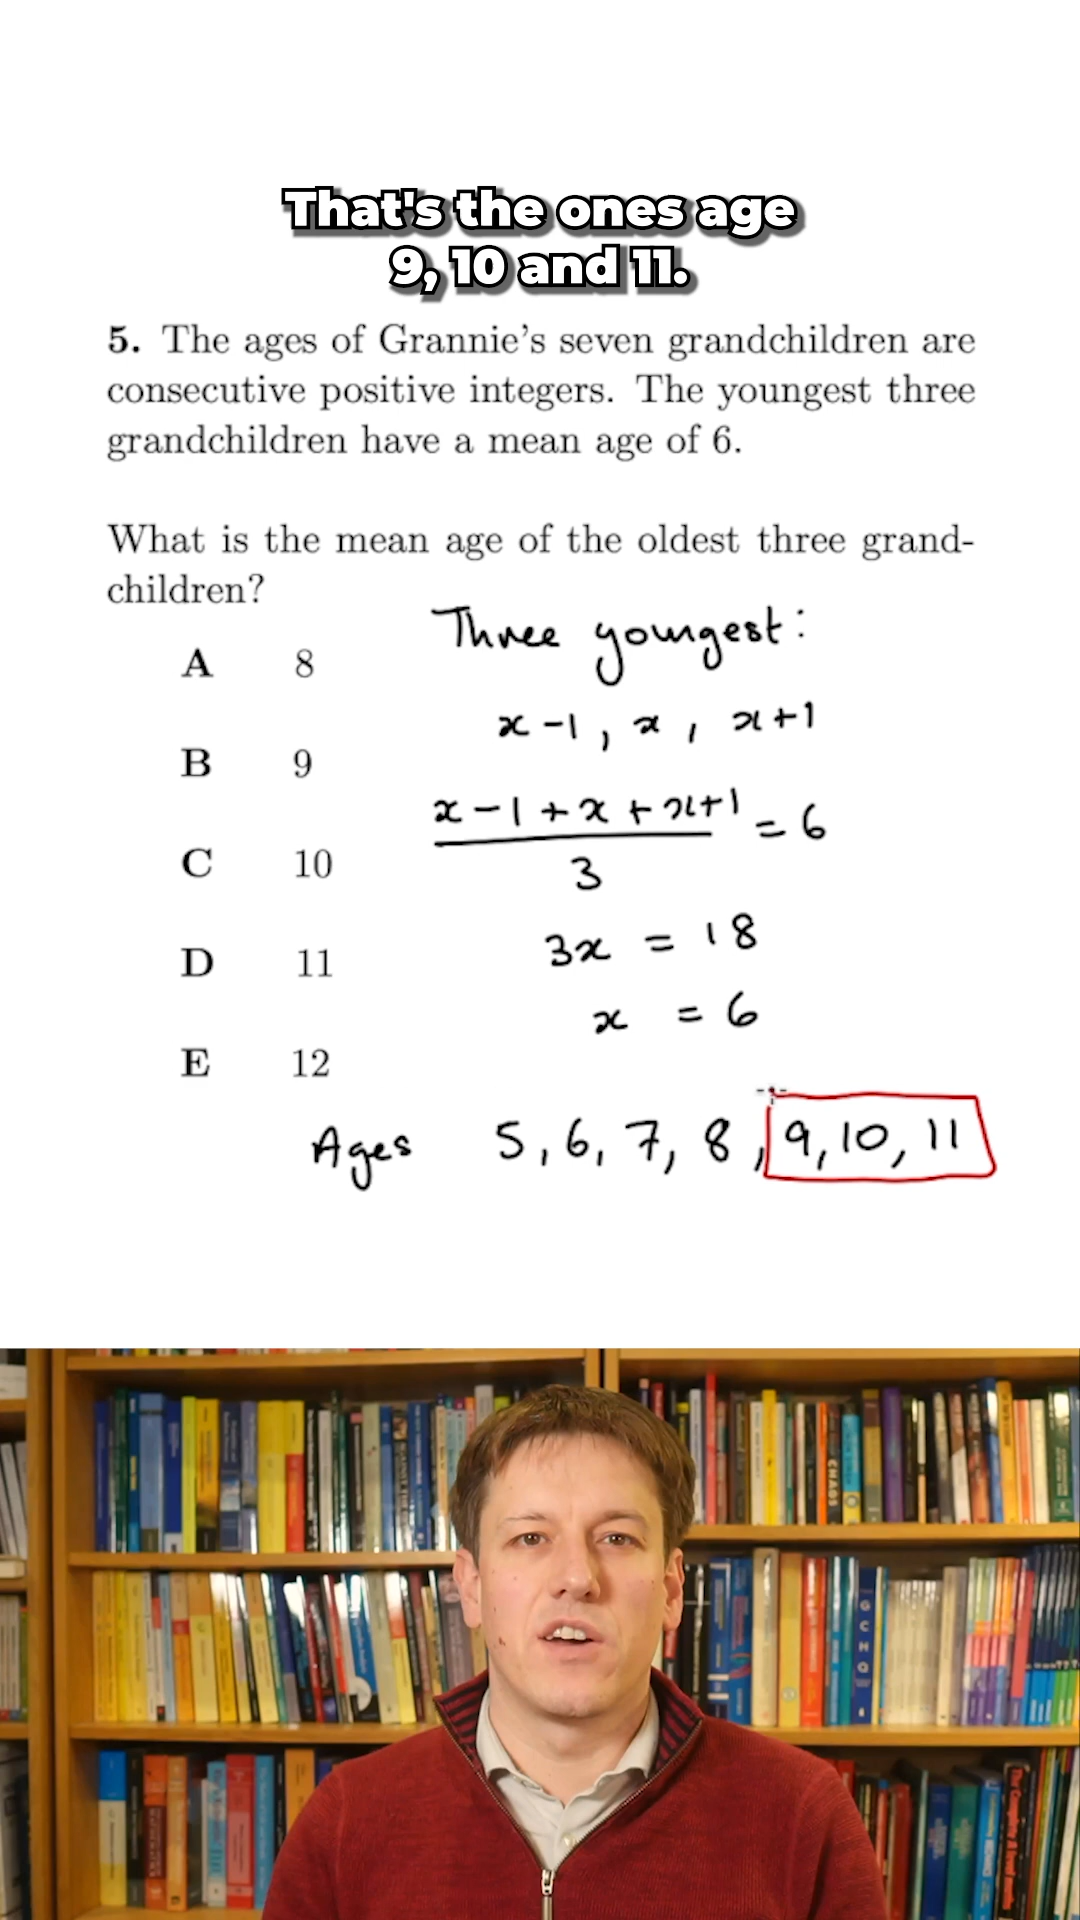 That's the ones age
9, 10 and 11.
5. The ages of Grannie's seven grandchildren are
consecutive positive integers. The youngest three
grandchildren have a mean age of 6.
What is the mean age of the oldest three grand-
children?
Three youngest:
A 8
x-1, x, x+1
B 9
x-1+x+x+1
= 6
3
C 10
3x = 18
D 11
x = 6
E 12
Ages 5, 6, 7, 8, 9, 10, 11
CHAOS
GCHQ